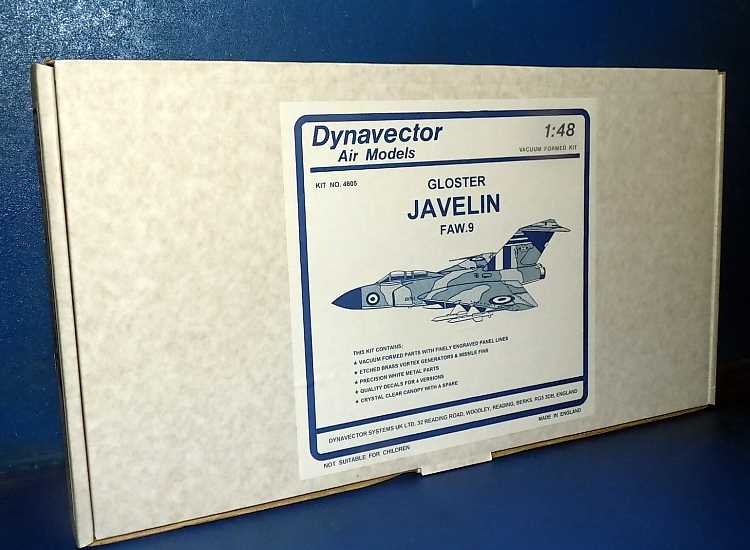 Dynavector
Air Models
1:48
VACUUM FORMED KIT
KIT NO. 4805
GLOSTER
JAVELIN
FAW.9
THIS KIT CONTAINS:
VACUUM FORMED PARTS WITH FINELY ENGRAVED PANEL LINES
ETCHED BRASS VORTEX GENERATORS & MISSILE FINS
PRECISION WHITE METAL PARTS
QUALITY DECALS FOR 4 VERSIONS
CRYSTAL CLEAR CANOPY WITH A SPARE
DYNAVECTOR SYSTEMS UK LTD, 32 READING ROAD, WOODLEY, READING, BERKS. RG5 3DB, ENGLAND
MADE IN ENGLAND
NOT SUITABLE FOR CHILDREN